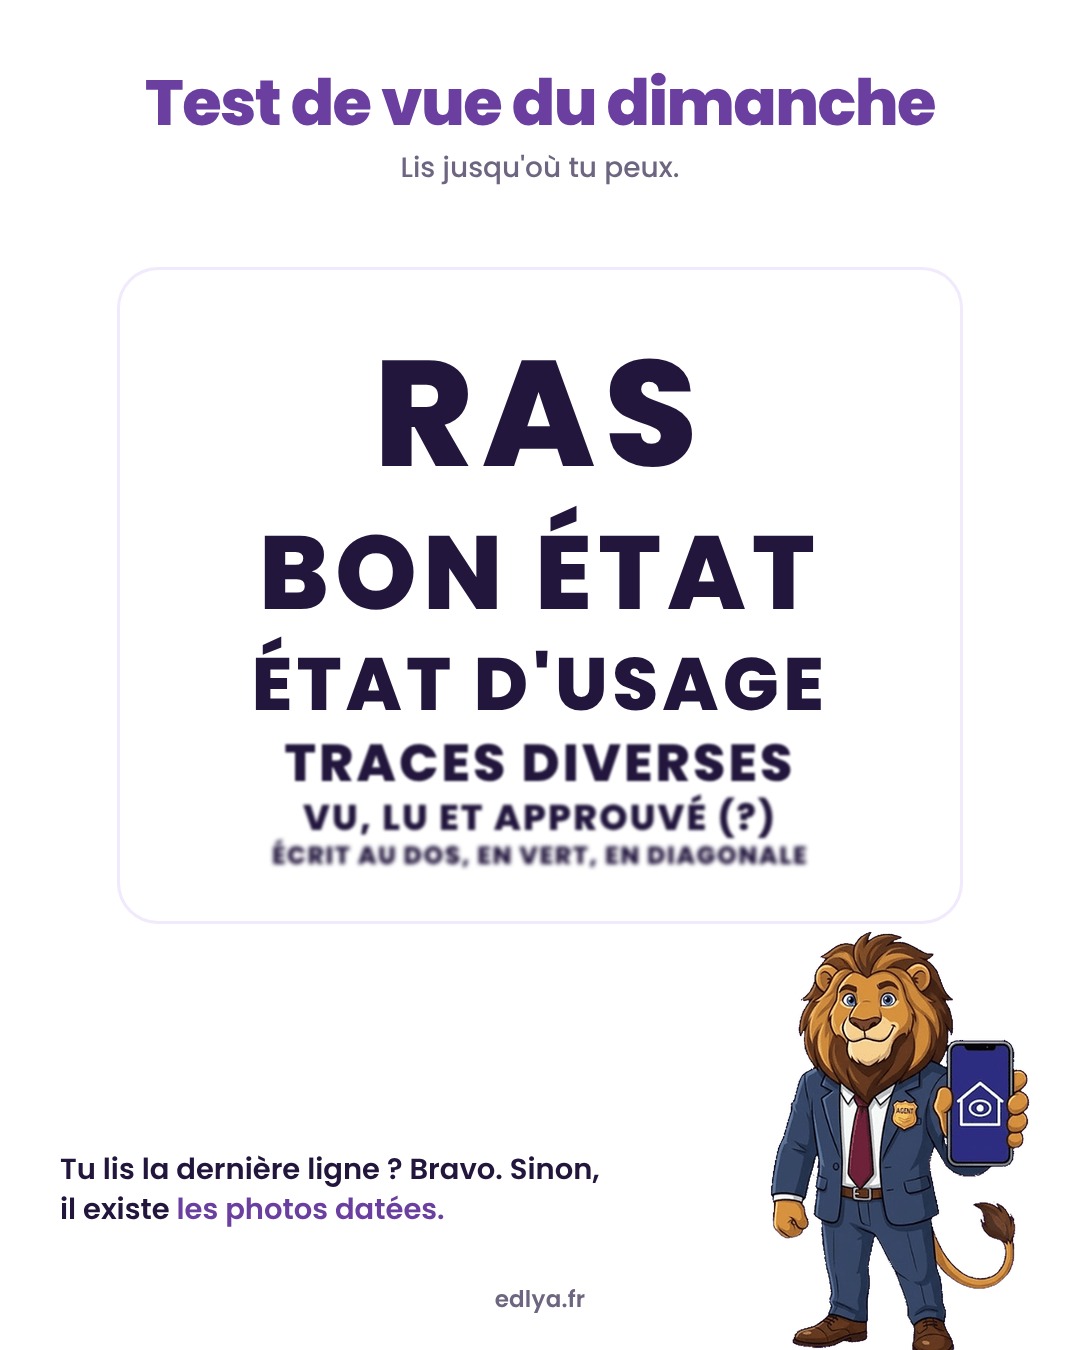 Test de vue du dimanche
Lis jusqu'où tu peux.
RAS
BON ÉTAT
ÉTAT D'USAGE
TRACES DIVERSES
VU, LU ET APPROUVÉ (?)
ÉCRIT AU DOS, EN VERT, EN DIAGONALE
AGENT
Tu lis la dernière ligne ? Bravo. Sinon,
il existe les photos datées.
edlya.fr